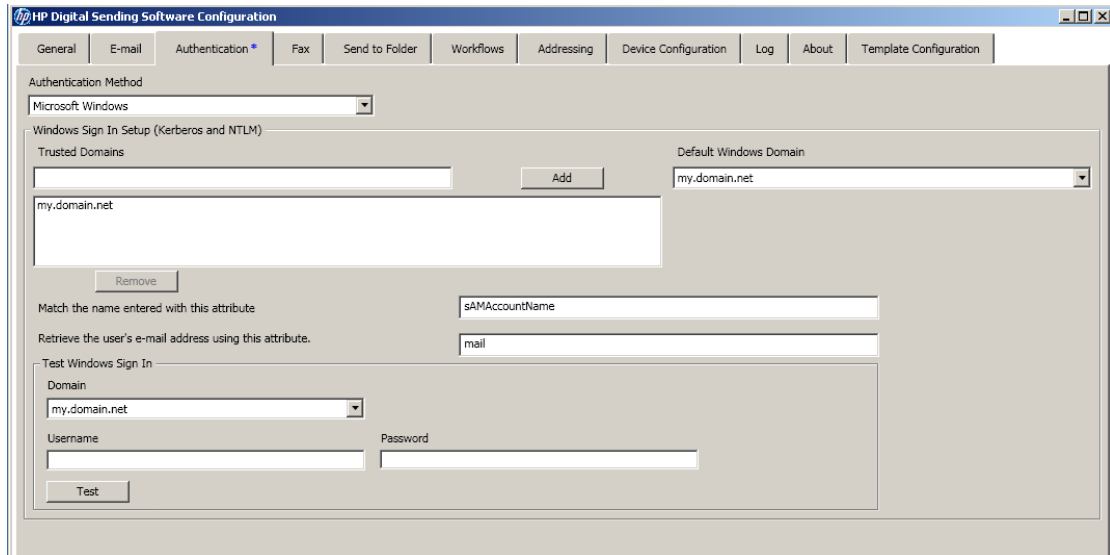 HP Digital Sending Software Configuration
General E-mail Authentication * Fax Send to Folder Workflows Addressing Device Configuration Log About Template Configuration
Authentication Method
Microsoft Windows
Windows Sign In Setup (Kerberos and NTLM)
Trusted Domains Default Windows Domain
Add my.domain.net
my.domain.net
Remove
Match the name entered with this attribute sAMAccountName
Retrieve the user's e-mail address using this attribute. mail
Test Windows Sign In
Domain
my.domain.net
Username Password
Test